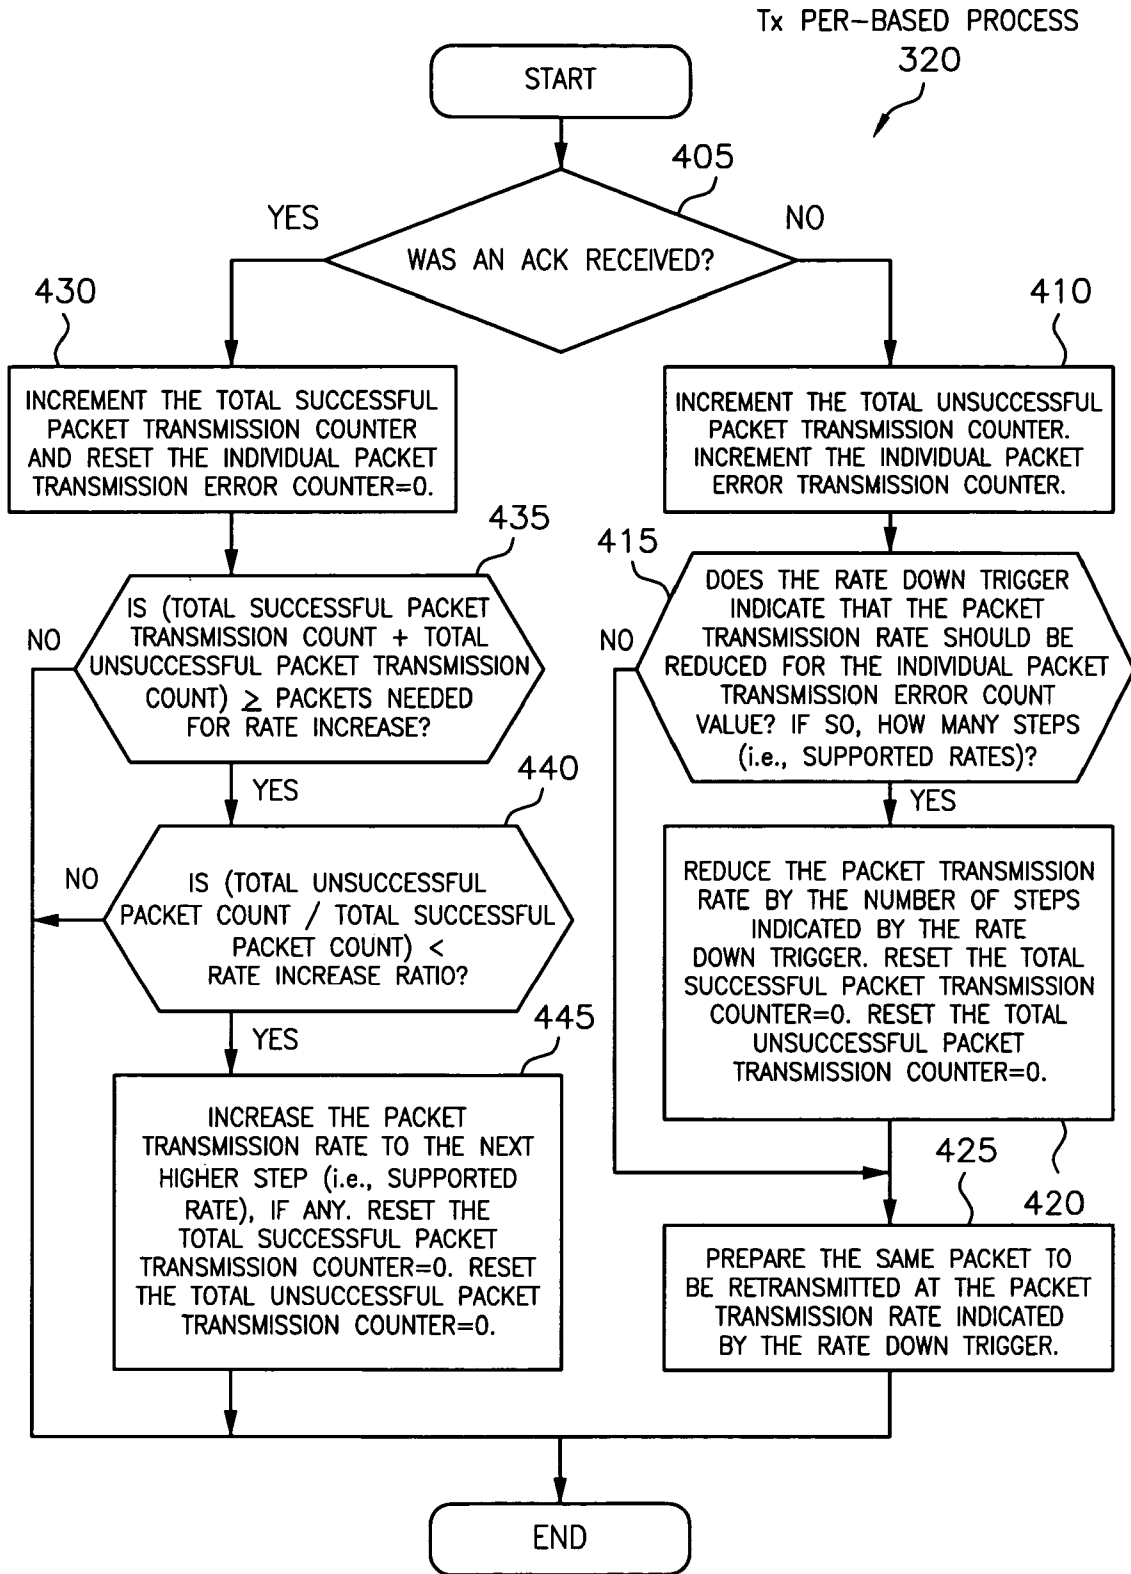 Tx PER-BASED PROCESS
320
START
405
YES
NO
WAS AN ACK RECEIVED?
430
INCREMENT THE TOTAL SUCCESSFUL
PACKET TRANSMISSION COUNTER
AND RESET THE INDIVIDUAL PACKET
TRANSMISSION ERROR COUNTER=0.
410
INCREMENT THE TOTAL UNSUCCESSFUL
PACKET TRANSMISSION COUNTER.
INCREMENT THE INDIVIDUAL PACKET
ERROR TRANSMISSION COUNTER.
435
IS (TOTAL SUCCESSFUL PACKET
TRANSMISSION COUNT + TOTAL
UNSUCCESSFUL PACKET TRANSMISSION
COUNT) ≥ PACKETS NEEDED
FOR RATE INCREASE?
NO
YES
415
DOES THE RATE DOWN TRIGGER
INDICATE THAT THE PACKET
TRANSMISSION RATE SHOULD BE
REDUCED FOR THE INDIVIDUAL PACKET
TRANSMISSION ERROR COUNT
VALUE? IF SO, HOW MANY STEPS
(i.e., SUPPORTED RATES)?
NO
YES
440
IS (TOTAL UNSUCCESSFUL
PACKET COUNT / TOTAL SUCCESSFUL
PACKET COUNT) <
RATE INCREASE RATIO?
NO
YES
REDUCE THE PACKET TRANSMISSION
RATE BY THE NUMBER OF STEPS
INDICATED BY THE RATE
DOWN TRIGGER. RESET THE TOTAL
SUCCESSFUL PACKET TRANSMISSION
COUNTER=0. RESET THE TOTAL
UNSUCCESSFUL PACKET
TRANSMISSION COUNTER=0.
420
445
INCREASE THE PACKET
TRANSMISSION RATE TO THE NEXT
HIGHER STEP (i.e., SUPPORTED
RATE), IF ANY. RESET THE
TOTAL SUCCESSFUL PACKET
TRANSMISSION COUNTER=0. RESET
THE TOTAL UNSUCCESSFUL PACKET
TRANSMISSION COUNTER=0.
425
PREPARE THE SAME PACKET TO
BE RETRANSMITTED AT THE PACKET
TRANSMISSION RATE INDICATED
BY THE RATE DOWN TRIGGER.
END